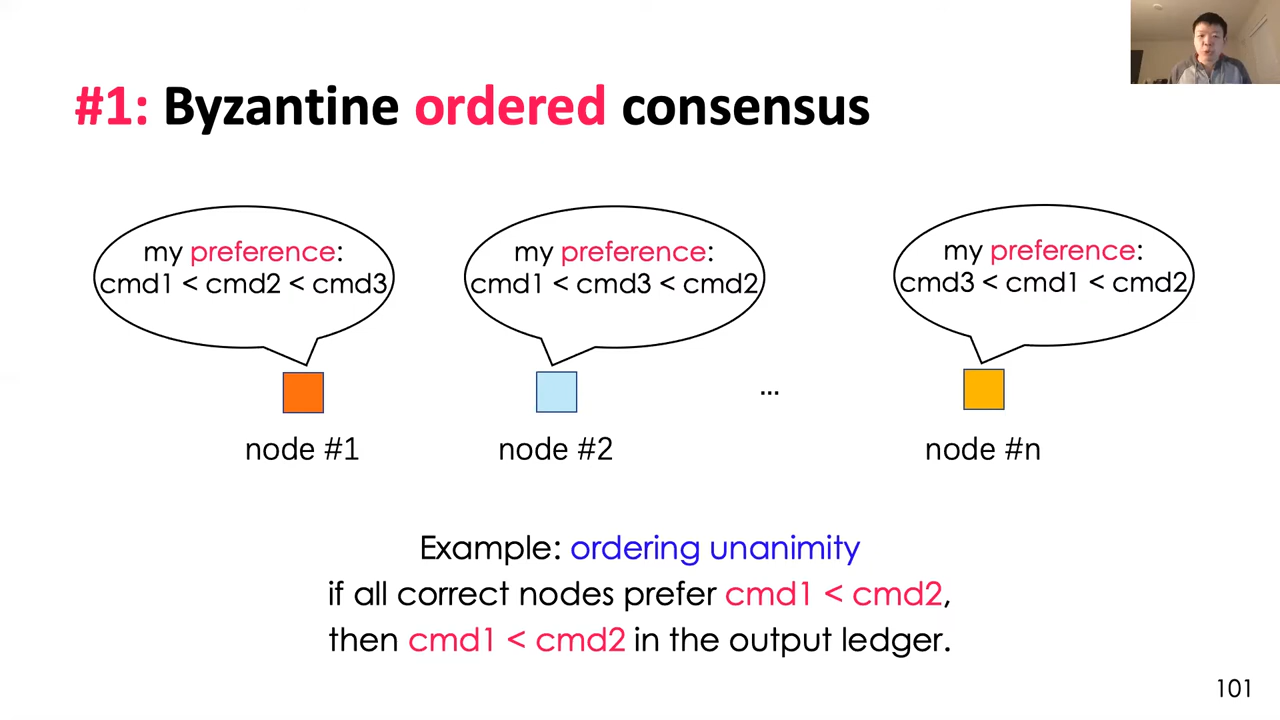 #1: Byzantine ordered consensus
my preference:
cmd1 < cmd2 < cmd3
my preference:
cmd1 < cmd3 < cmd2
my preference:
cmd3 < cmd1 < cmd2
...
node #1
node #2
node #n
Example: ordering unanimity
if all correct nodes prefer cmd1 < cmd2,
then cmd1 < cmd2 in the output ledger.
101